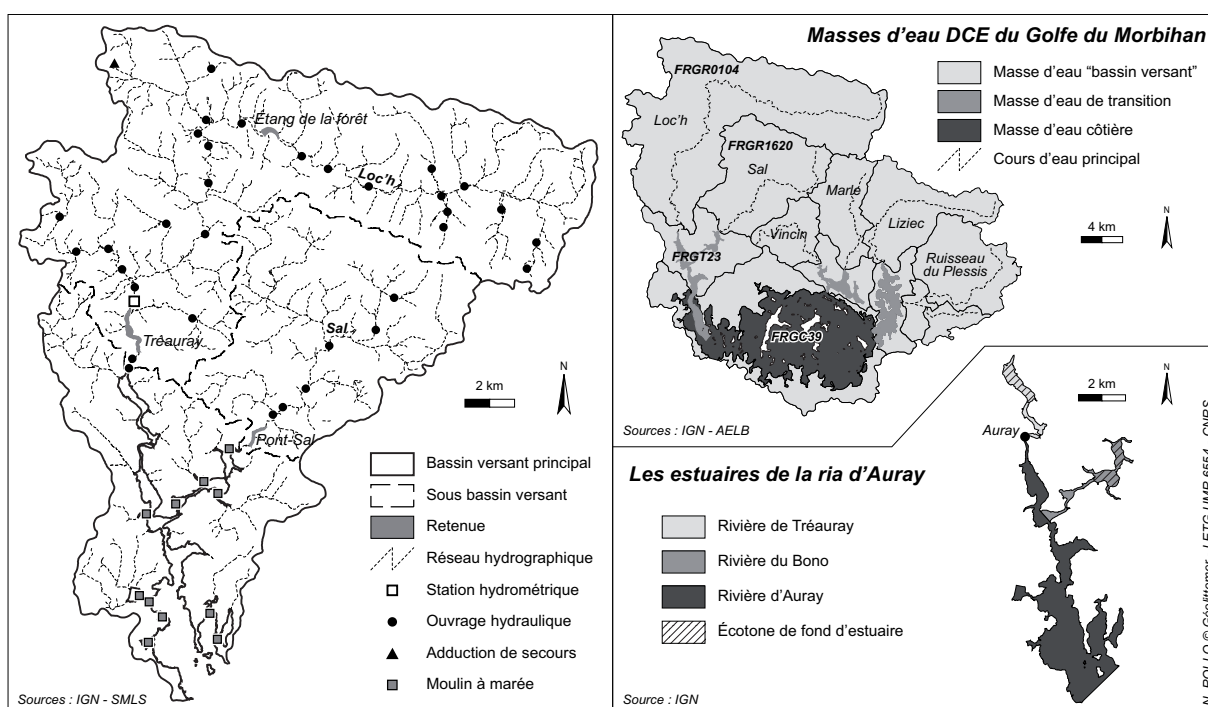 Étang de la forêt
Loc'h
Tréauray
Sal
Pont-Sal
2 km
N
Bassin versant principal
Sous bassin versant
Retenue
Réseau hydrographique
Station hydrométrique
Ouvrage hydraulique
Adduction de secours
Moulin à marée
Sources : IGN - SMLS
Masses d'eau DCE du Golfe du Morbihan
Masse d'eau "bassin versant"
Masse d'eau de transition
Masse d'eau côtière
Cours d'eau principal
4 km
N
FRGR0104
Loc'h
FRGR1620
Sal
Marle
Vincin
Liziec
Ruisseau
du Plessis
FRGT23
FRGC39
Sources : IGN - AELB
Les estuaires de la ria d'Auray
Rivière de Tréauray
Rivière du Bono
Rivière d'Auray
Écotone de fond d'estuaire
Source : IGN
Auray
2 km
N
N. ROLLO © Géolittomer - LETG UMR 6554 - CNRS